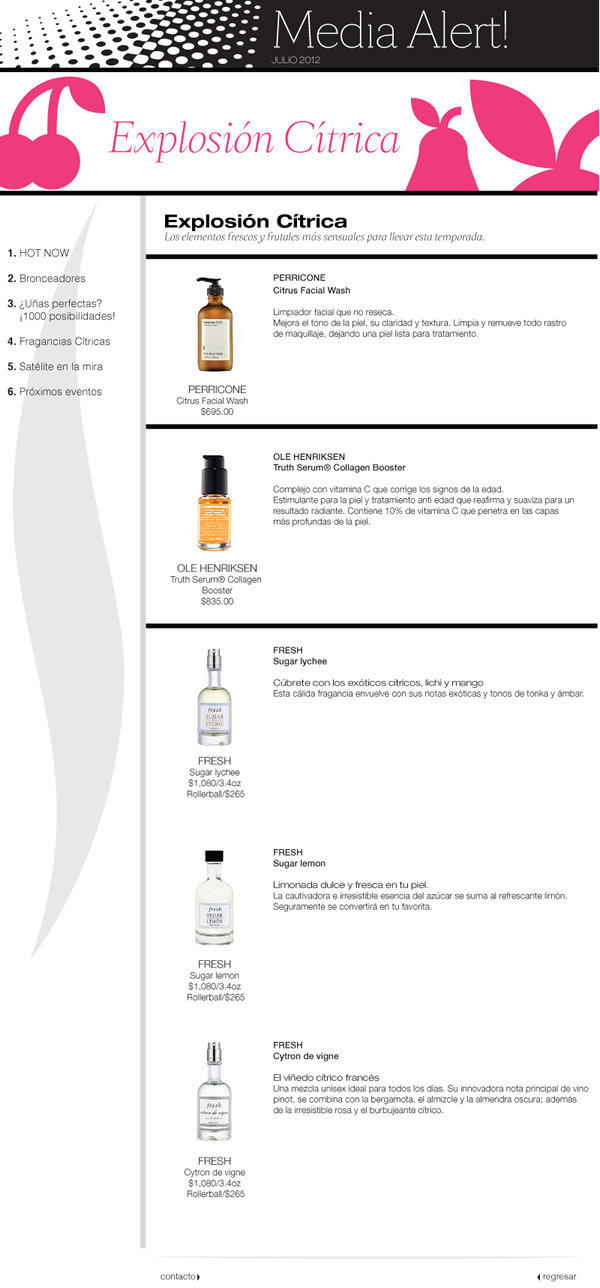 Media Alert!
JULIO 2012
Explosión Cítrica
1. HOT NOW
2. Bronceadores
3. ¿Uñas perfectas?
¡1000 posibilidades!
4. Fragancias Cítricas
5. Satélite en la mira
6. Próximos eventos
Explosión Cítrica
Los elementos frescos y frutales más sensuales para llevar esta temporada.
PERRICONE
Citrus Facial Wash
$695.00
PERRICONE
Citrus Facial Wash
Limpiador facial que no reseca.
Mejora el tono de la piel, su claridad y textura. Limpia y remueve todo rastro
de maquillaje, dejando una piel lista para tratamiento.
OLE HENRIKSEN
Truth Serum® Collagen
Booster
$835.00
OLE HENRIKSEN
Truth Serum® Collagen Booster
Complejo con vitamina C que corrige los signos de la edad.
Estimulante para la piel y tratamiento anti edad que reafirma y suaviza para un
resultado radiante. Contiene 10% de vitamina C que penetra en las capas
más profundas de la piel.
fresh
SUGAR
LYCHEE
FRESH
Sugar lychee
$1,080/3.4oz
Rollerball/$265
FRESH
Sugar lychee
Cúbrete con los exóticos cítricos, lichi y mango
Esta cálida fragancia envuelve con sus notas exóticas y tonos de tonka y ámbar.
fresh
SUGAR
LEMON
FRESH
Sugar lemon
$1,080/3.4oz
Rollerball/$265
FRESH
Sugar lemon
Limonada dulce y fresca en tu piel.
La cautivadora e irresistible esencia del azúcar se suma al refrescante limón.
Seguramente se convertirá en tu favorita.
fresh
FRESH
Cytron de vigne
$1,080/3.4oz
Rollerball/$265
FRESH
Cytron de vigne
El viñedo cítrico francés
Una mezcla unisex ideal para todos los días. Su innovadora nota principal de vino
pinot, se combina con la bergamota, el almizcle y la almendra oscura; además
de la irresistible rosa y el burbujeante cítrico.
contacto
regresar